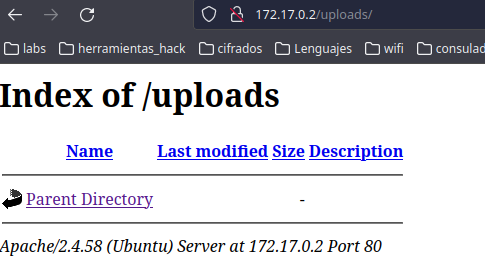 172.17.0.2/uploads/
labs herramientas_hack cifrados Lenguajes wifi consulad
Index of /uploads
Name Last modified Size Description
Parent Directory -
Apache/2.4.58 (Ubuntu) Server at 172.17.0.2 Port 80